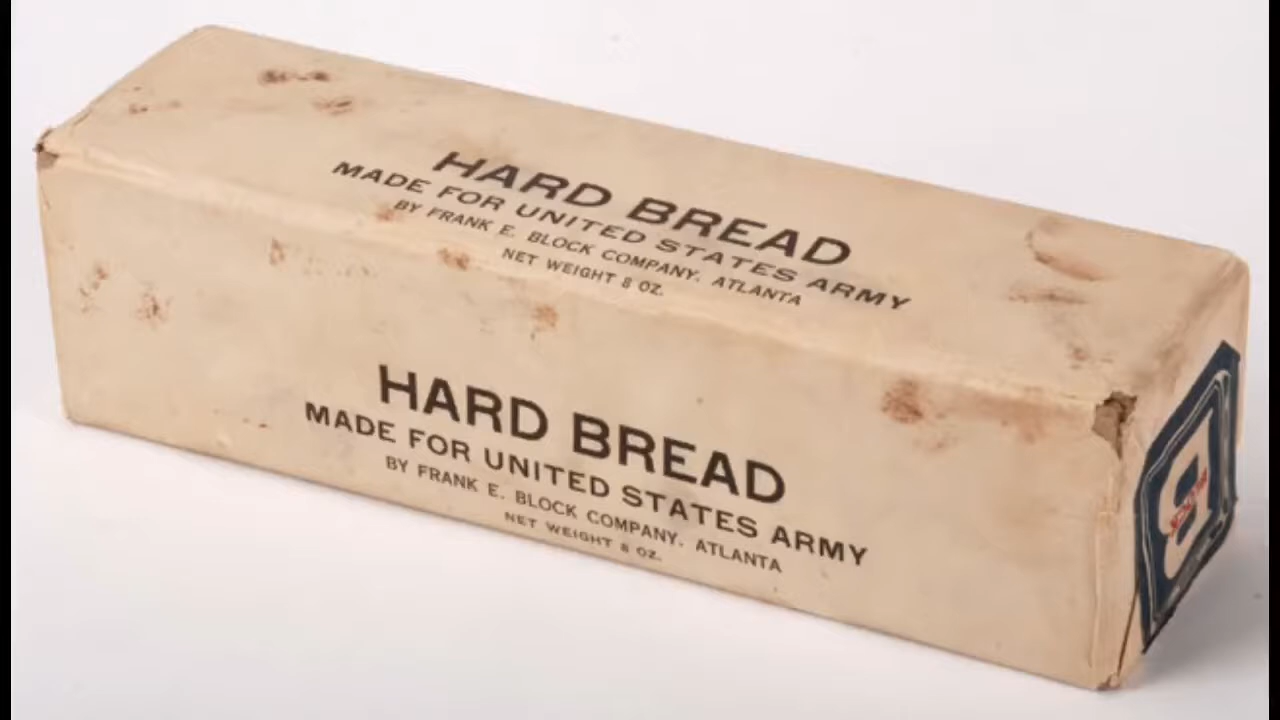 HARD BREAD
MADE FOR UNITED STATES ARMY
BY FRANK E. BLOCK COMPANY. ATLANTA
NET WEIGHT 8 OZ.
HARD BREAD
MADE FOR UNITED STATES ARMY
BY FRANK E. BLOCK COMPANY. ATLANTA
NET WEIGHT 8 OZ.
B